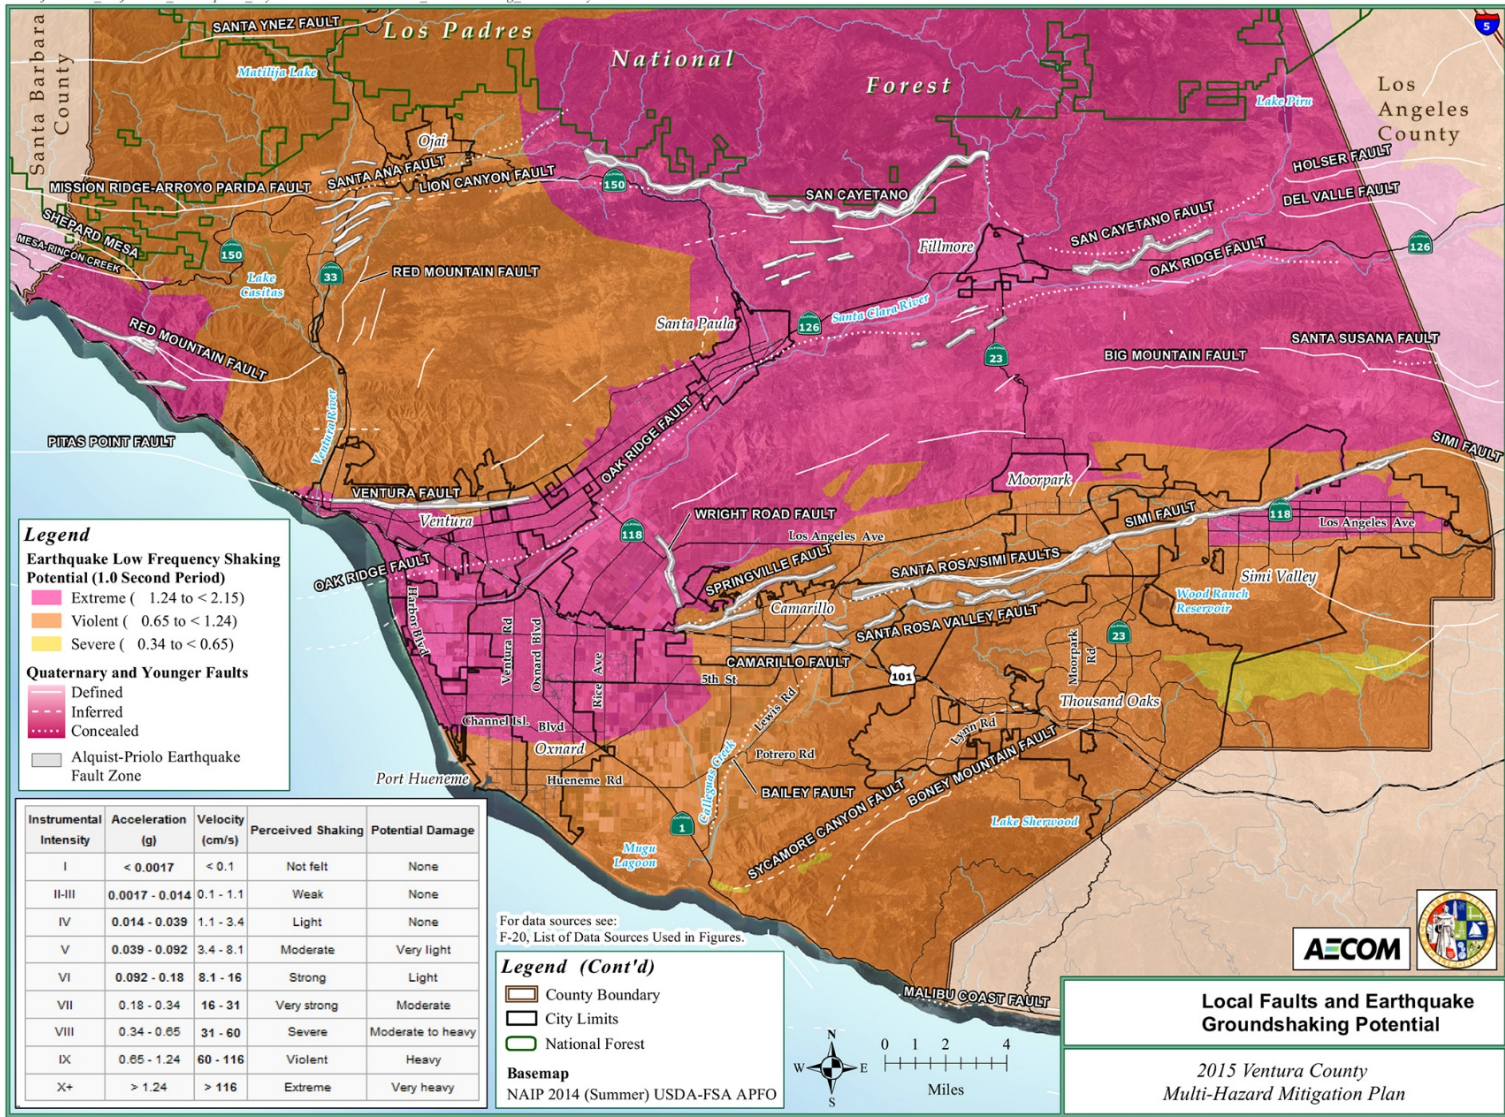 SANTA YNEZ FAULT
Santa Barbara
County
Los Padres
National
Forest
5
Matilija Lake
Lake Piru
Los
Angeles
County
Ojai
SANTA ANA FAULT
LION CANYON FAULT
MISSION RIDGE-ARROYO PARIDA FAULT
150
SAN CAYETANO
HOLSER FAULT
DEL VALLE FAULT
SHEPARD MESA
MESA-RINCON CREEK
150
Lake
Casitas
33
RED MOUNTAIN FAULT
Fillmore
SAN CAYETANO FAULT
OAK RIDGE FAULT
126
RED MOUNTAIN FAULT
Santa Paula
126
Santa Clara River
23
BIG MOUNTAIN FAULT
SANTA SUSANA FAULT
Ventura River
PITAS POINT FAULT
OAK RIDGE FAULT
SIMI FAULT
VENTURA FAULT
Ventura
Moorpark
WRIGHT ROAD FAULT
118
Los Angeles Ave
SIMI FAULT
118
Los Angeles Ave
OAK RIDGE FAULT
SPRINGVILLE FAULT
SANTA ROSA/SIMI FAULTS
Simi Valley
Wood Ranch
Reservoir
Harbor Blvd
Ventura Rd
Oxnard Blvd
Rice Ave
Camarillo
SANTA ROSA VALLEY FAULT
23
CAMARILLO FAULT
5th St
101
Moorpark
Rd
Lewis Rd
Thousand Oaks
Channel Isl. Blvd
Oxnard
Lynn Rd
Potrero Rd
Port Hueneme
Hueneme Rd
Calleguas Creek
BAILEY FAULT
SYCAMORE CANYON FAULT
BONEY MOUNTAIN FAULT
1
Lake Sherwood
Mugu
Lagoon
MALIBU COAST FAULT
Legend
Earthquake Low Frequency Shaking
Potential (1.0 Second Period)
Extreme ( 1.24 to < 2.15)
Violent ( 0.65 to < 1.24)
Severe ( 0.34 to < 0.65)
Quaternary and Younger Faults
Defined
Inferred
Concealed
Alquist-Priolo Earthquake
Fault Zone
Instrumental Intensity Acceleration (g) Velocity (cm/s) Perceived Shaking Potential Damage
I < 0.0017 < 0.1 Not felt None
II-III 0.0017 - 0.014 0.1 - 1.1 Weak None
IV 0.014 - 0.039 1.1 - 3.4 Light None
V 0.039 - 0.092 3.4 - 8.1 Moderate Very light
VI 0.092 - 0.18 8.1 - 16 Strong Light
VII 0.18 - 0.34 16 - 31 Very strong Moderate
VIII 0.34 - 0.65 31 - 60 Severe Moderate to heavy
IX 0.65 - 1.24 60 - 116 Violent Heavy
X+ > 1.24 > 116 Extreme Very heavy
For data sources see:
F-20, List of Data Sources Used in Figures.
Legend (Cont'd)
County Boundary
City Limits
National Forest
Basemap
NAIP 2014 (Summer) USDA-FSA APFO
N
W E
S
0 1 2 4
Miles
AECOM
Local Faults and Earthquake
Groundshaking Potential
2015 Ventura County
Multi-Hazard Mitigation Plan